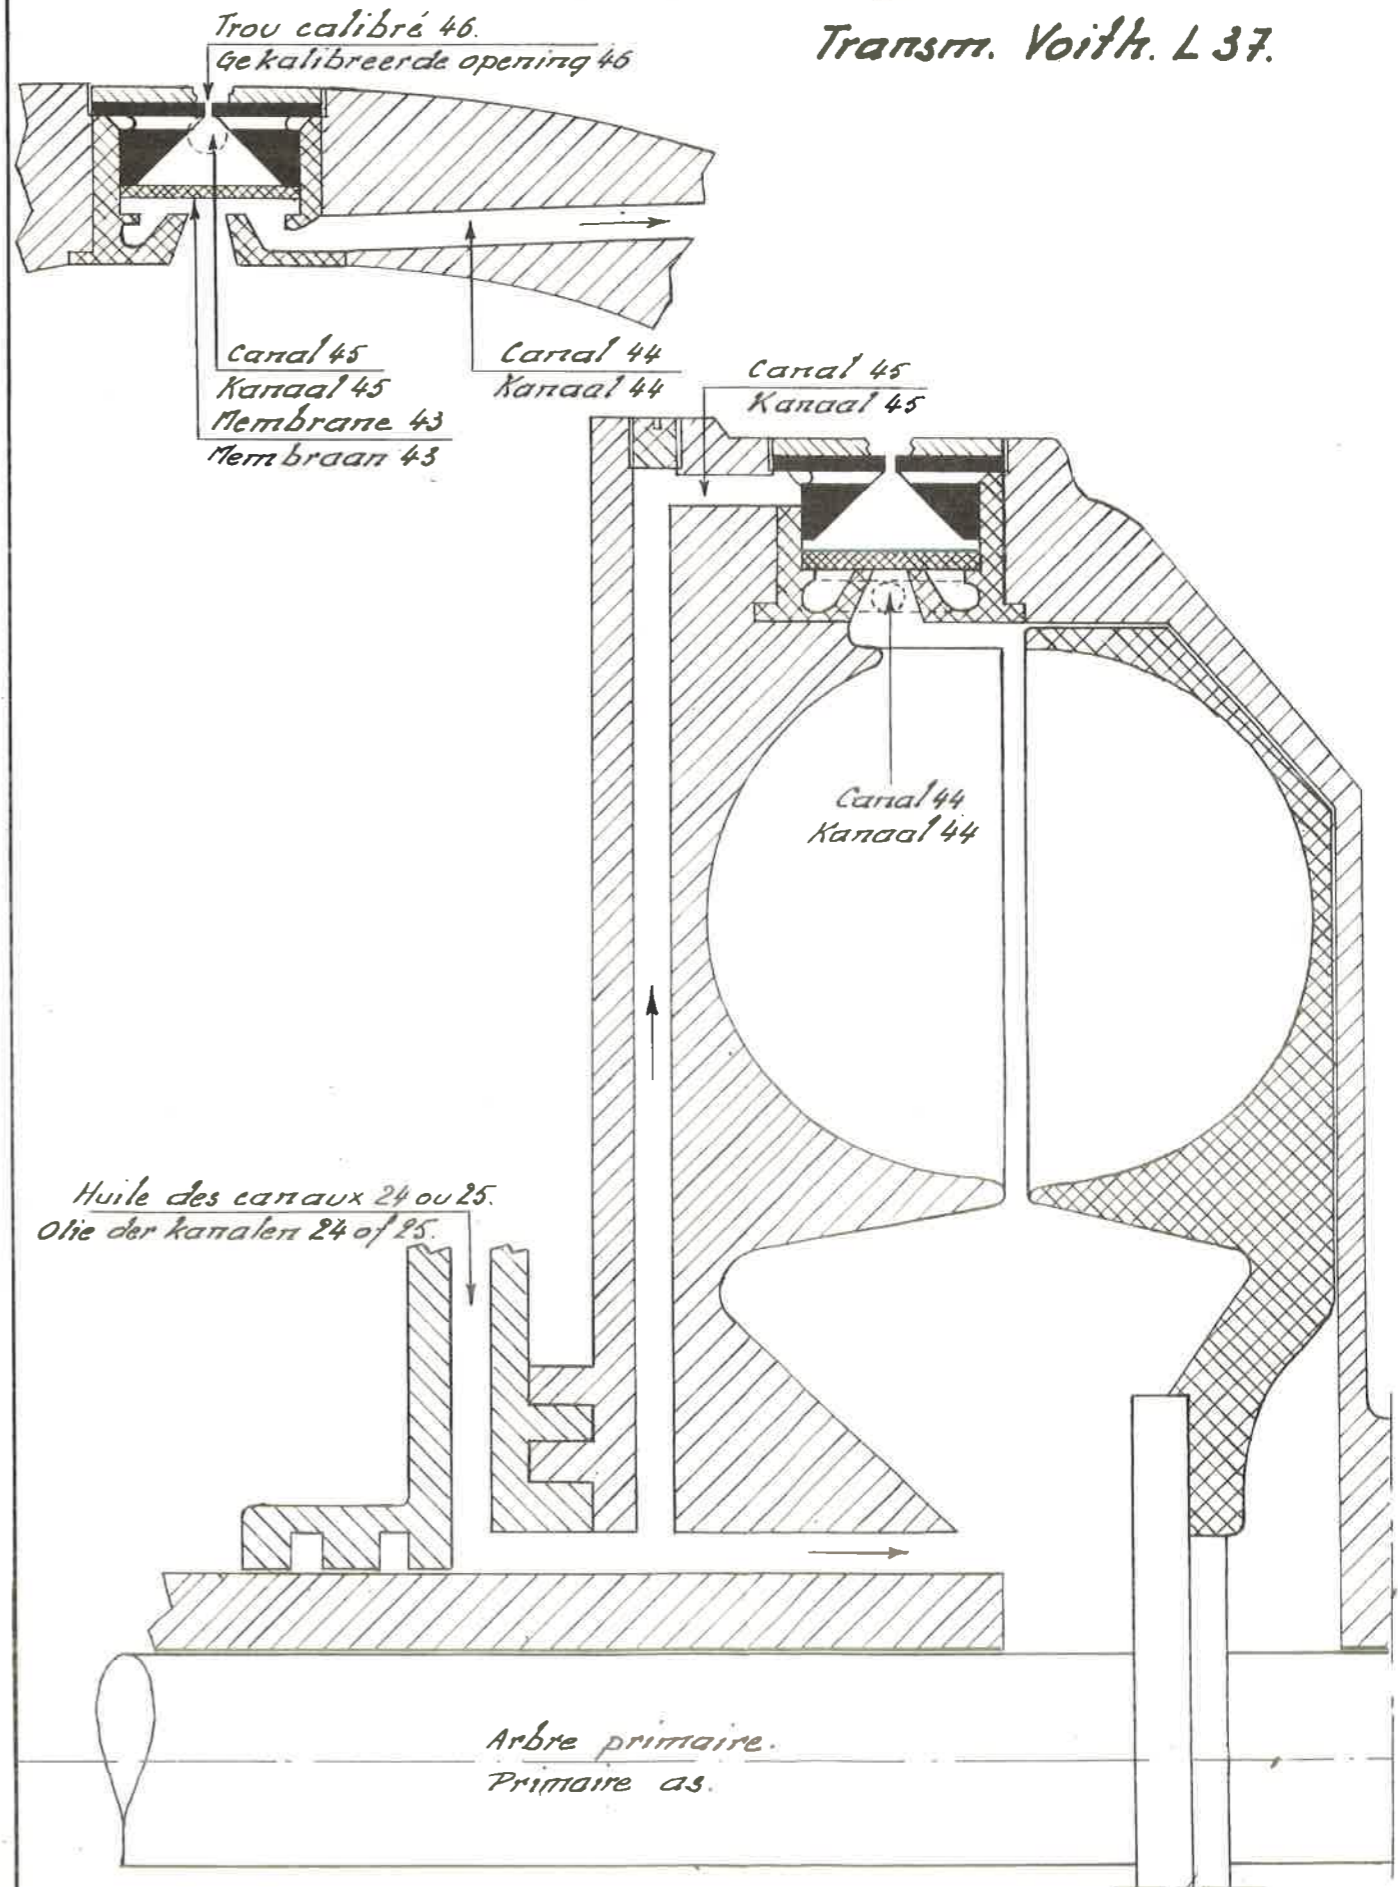 Transm. Voith. L 37.
Trou calibré 46.
Gekalibreerde opening 46
Canal 45
Kanaal 45
Membrane 43
Membraan 43
Canal 44
Kanaal 44
Canal 45
Kanaal 45
Canal 44
Kanaal 44
Huile des canaux 24 ou 25.
Olie der kanalen 24 of 25.
Arbre primaire.
Primaire as.